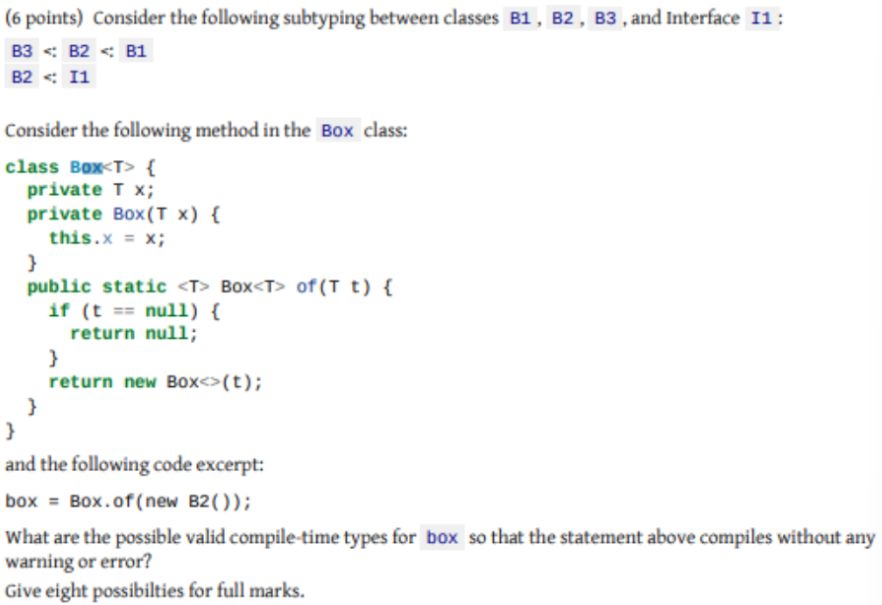 (6 points) Consider the following subtyping between classes B1, B2, B3, and Interface I1:
B3 <: B2 <: B1
B2 <: I1
Consider the following method in the Box class:
class Box<T> {
  private T x;
  private Box(T x) {
    this.x = x;
  }
  public static <T> Box<T> of(T t) {
    if (t == null) {
      return null;
    }
    return new Box<>(t);
  }
}
and the following code excerpt:
box = Box.of(new B2());
What are the possible valid compile-time types for box so that the statement above compiles without any
warning or error?
Give eight possibilties for full marks.